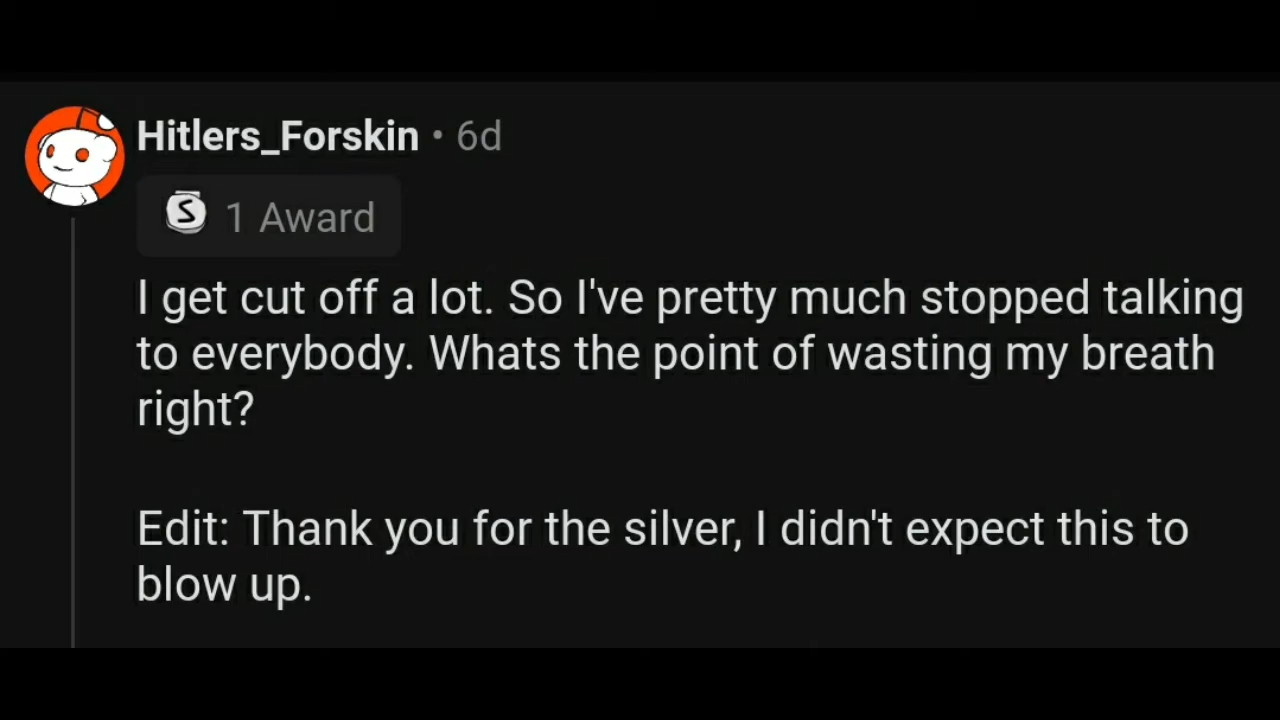 Hitlers_Forskin • 6d
S 1 Award
I get cut off a lot. So I've pretty much stopped talking
to everybody. Whats the point of wasting my breath
right?
Edit: Thank you for the silver, I didn't expect this to
blow up.